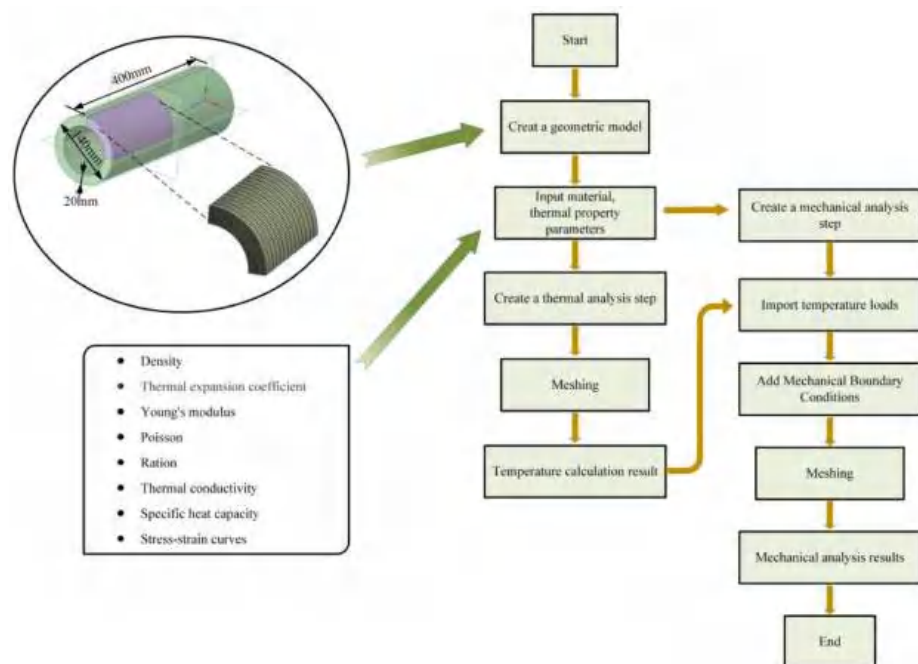 400mm
140mm
20mm
Density
Thermal expansion coefficient
Young's modulus
Poisson
Ration
Thermal conductivity
Specific heat capacity
Stress-strain curves
Start
Creat a geometric model
Input material,
thermal property
parameters
Create a thermal analysis step
Meshing
Temperature calculation result
Create a mechanical analysis
step
Import temperature loads
Add Mechanical Boundary
Conditions
Meshing
Mechanical analysis results
End